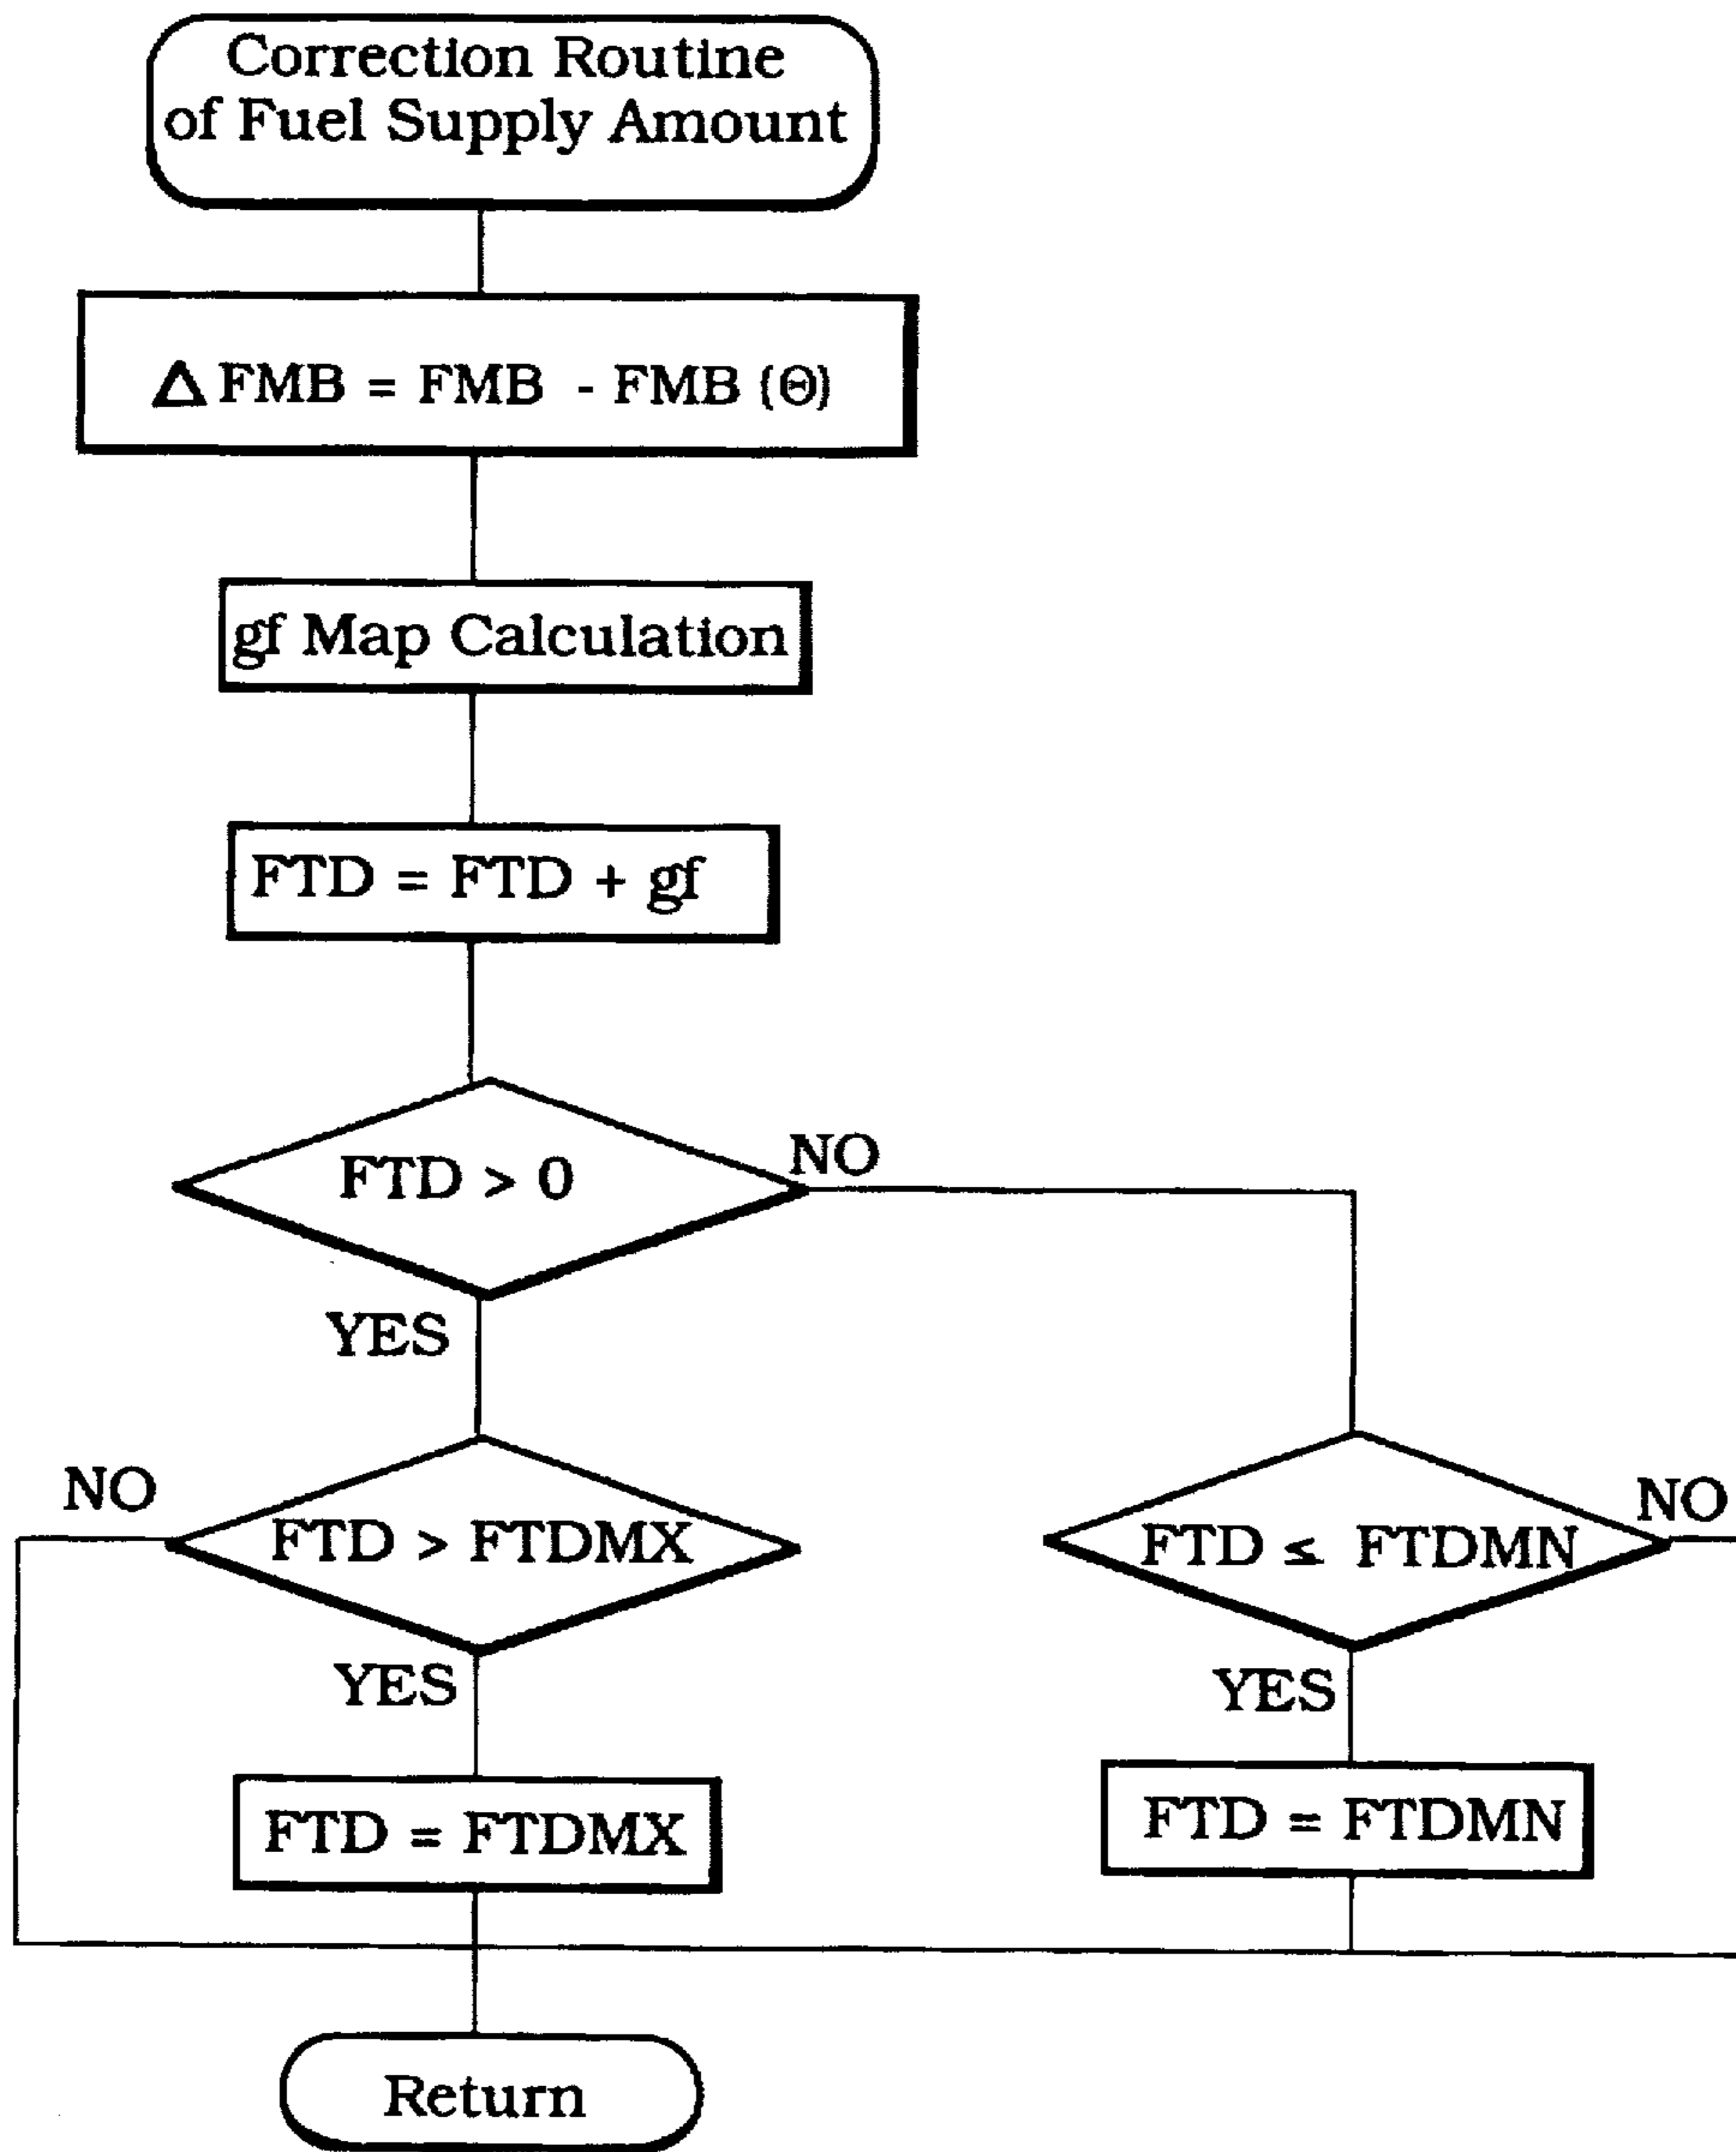 Correction Routine
of Fuel Supply Amount
Δ FMB = FMB - FMB (Θ)
gf Map Calculation
FTD = FTD + gf
FTD > 0
NO
YES
NO
FTD > FTDMX
FTD ≤ FTDMN
NO
YES
YES
FTD = FTDMX
FTD = FTDMN
Return